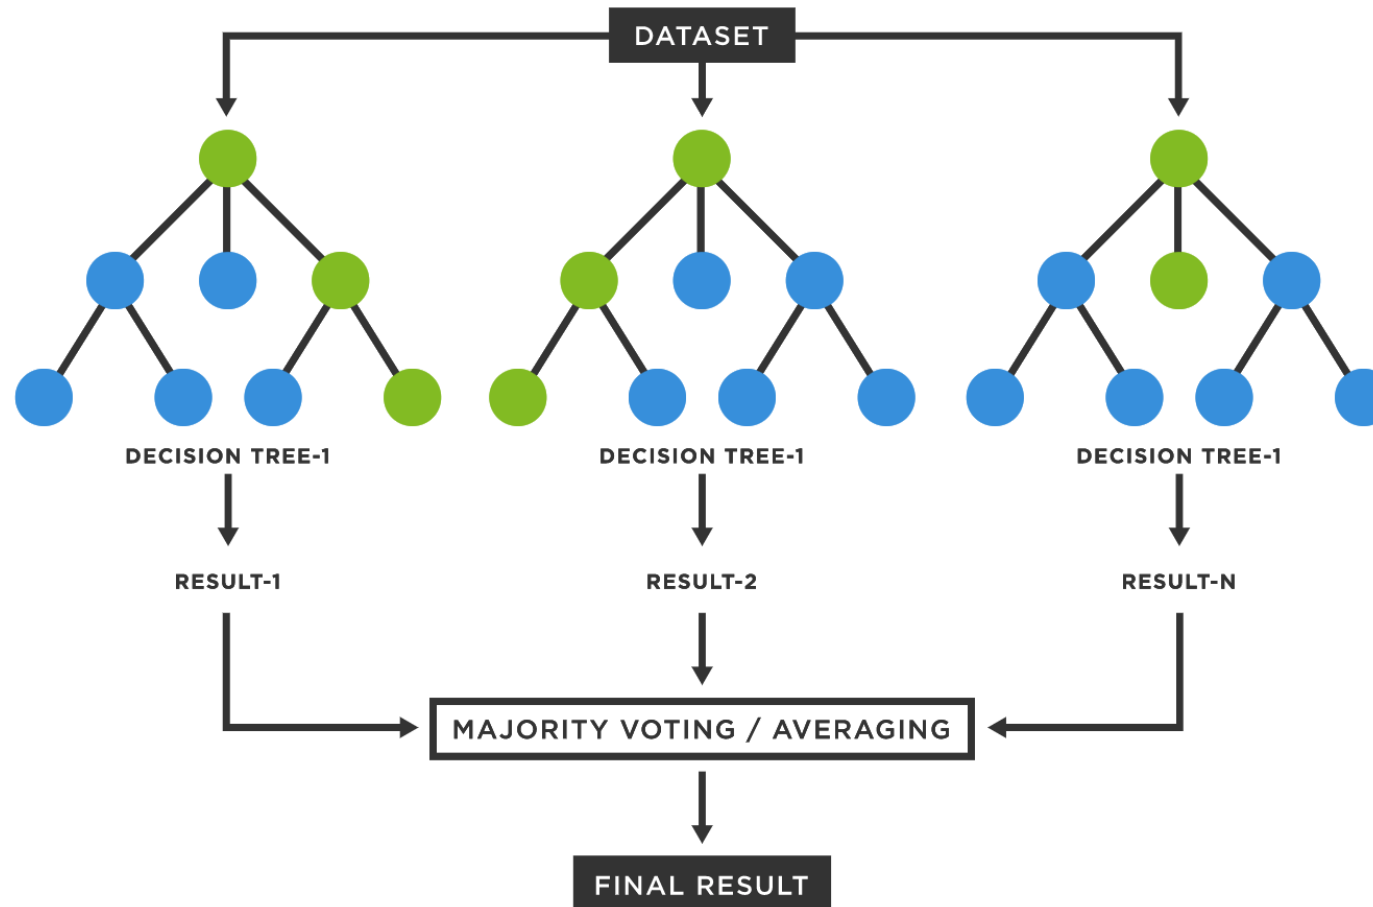 DATASET
DECISION TREE-1
DECISION TREE-1
DECISION TREE-1
RESULT-1
RESULT-2
RESULT-N
MAJORITY VOTING / AVERAGING
FINAL RESULT